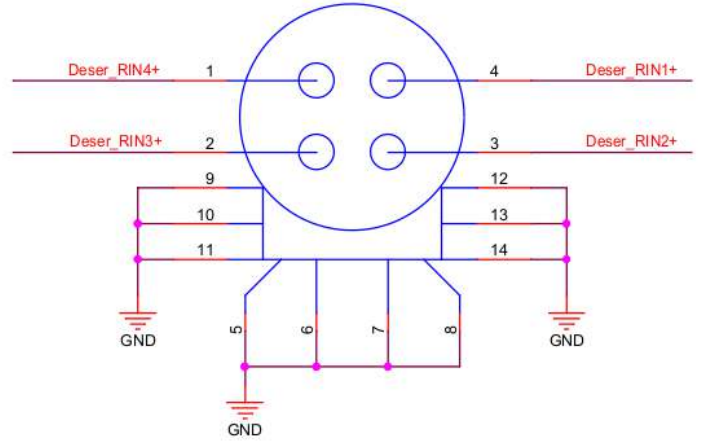 Deser_RIN4+ 1 4 Deser_RIN1+
Deser_RIN3+ 2 3 Deser_RIN2+
9 12
10 13
11 14
5 6 7 8
GND GND
GND